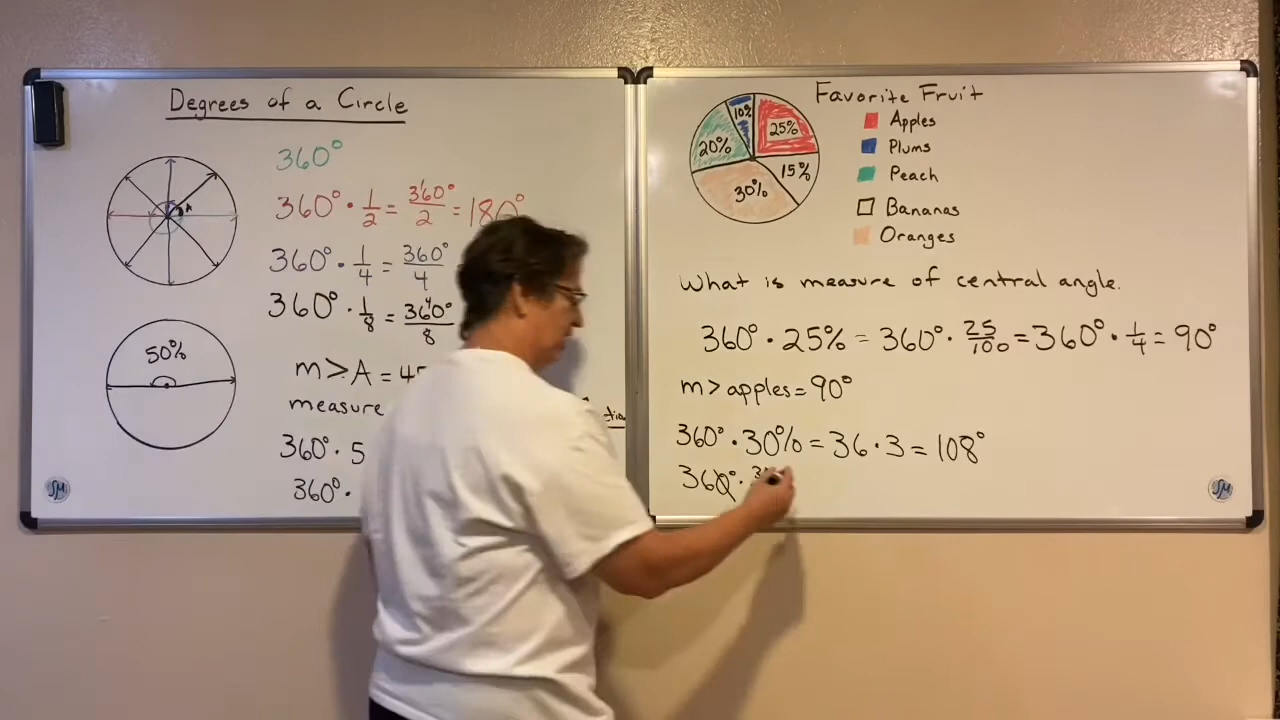 Degrees of a Circle
360°
360° · 1/2 = 360°/2 = 180°
360° · 1/4 = 360°/4
360° · 1/8 = 360°/8
A
50%
m>A = 4
measure
360° · 5
360° ·
SM
Favorite Fruit
10%
25%
20%
15%
30%
Apples
Plums
Peach
Bananas
Oranges
What is measure of central angle.
360° · 25% = 360° · 25/100 = 360° · 1/4 = 90°
m> apples = 90°
360° · 30% = 36 · 3 = 108°
360° ·
SM